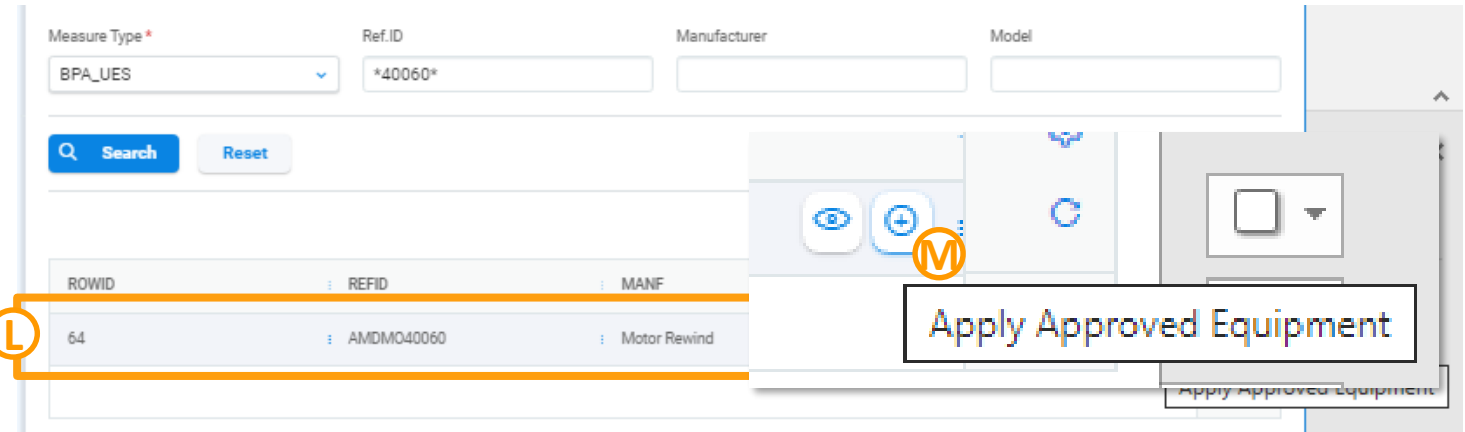 Measure Type * Ref.ID Manufacturer Model
BPA_UES *40060*
Search Reset
M
ROWID REFID MANF
Apply Approved Equipment
L 64 AMDMO40060 Motor Rewind
Apply Approved Equipment